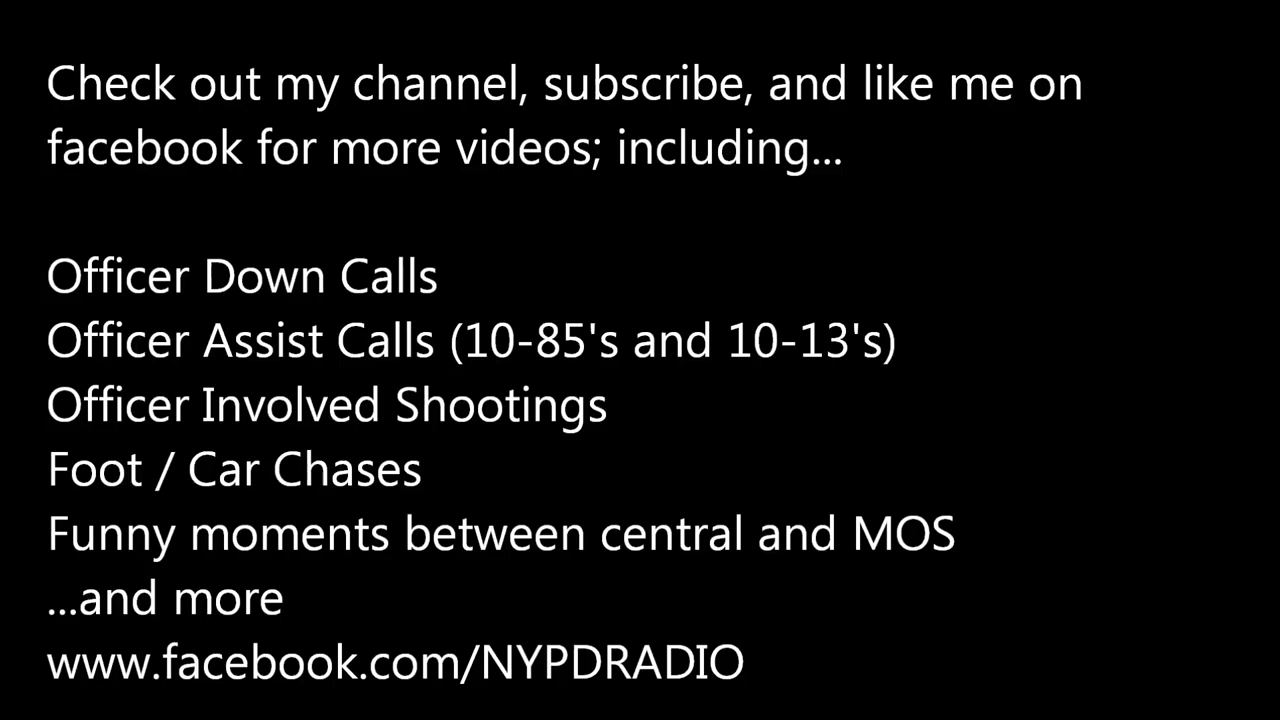 Check out my channel, subscribe, and like me on
facebook for more videos; including...
Officer Down Calls
Officer Assist Calls (10-85's and 10-13's)
Officer Involved Shootings
Foot / Car Chases
Funny moments between central and MOS
...and more
www.facebook.com/NYPDRADIO